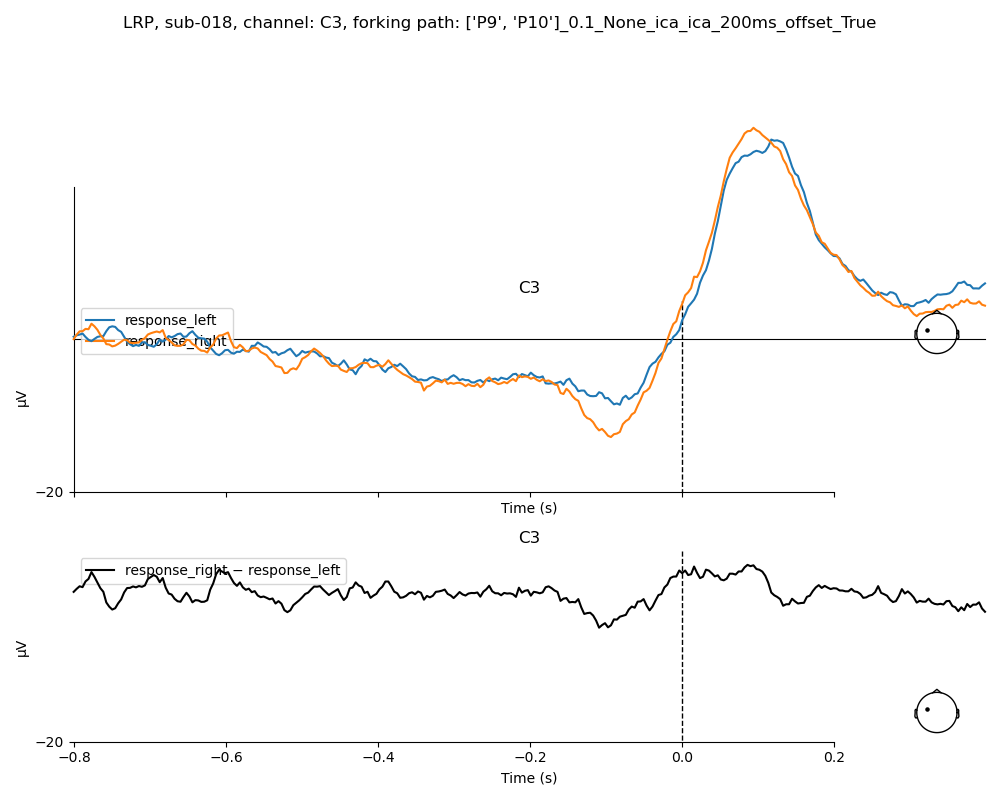 LRP, sub-018, channel: C3, forking path: ['P9', 'P10']_0.1_None_ica_ica_200ms_offset_True
C3
response_left
response_right
µV
−20
Time (s)
C3
response_right − response_left
µV
−20
−0.8
−0.6
−0.4
−0.2
0.0
0.2
Time (s)